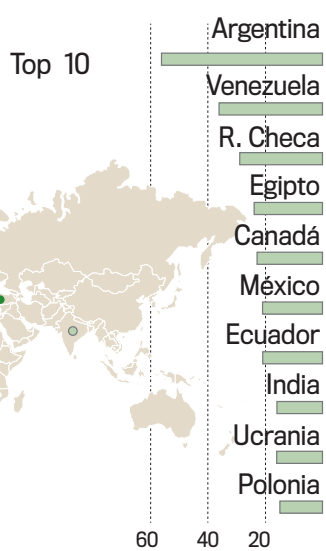 Argentina
Top 10
Venezuela
R. Checa
Egipto
Canadá
México
Ecuador
India
Ucrania
Polonia
60 40 20